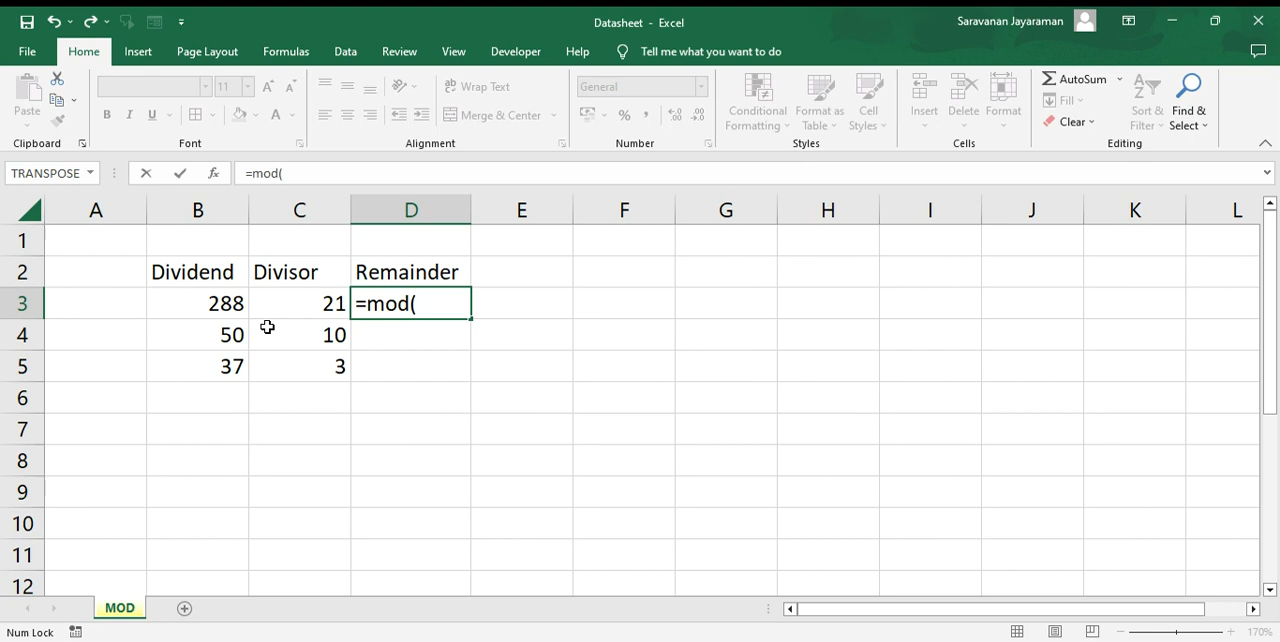 Datasheet - Excel
Saravanan Jayaraman
File Home Insert Page Layout Formulas Data Review View Developer Help Tell me what you want to do
Paste
11 A A
ab Wrap Text
General
Conditional Formatting
Format as Table
Cell Styles
Insert Delete Format
AutoSum
Fill
Clear
Sort & Filter
Find & Select
B I U A
Merge & Center
% ,
Clipboard Font Alignment Number Styles Cells Editing
TRANSPOSE fx =mod(
A B C D E F G H I J K L
1
2 Dividend Divisor Remainder
3 288 21 =mod(
4 50 10
5 37 3
6
7
8
9
10
11
12
MOD
Num Lock 170%